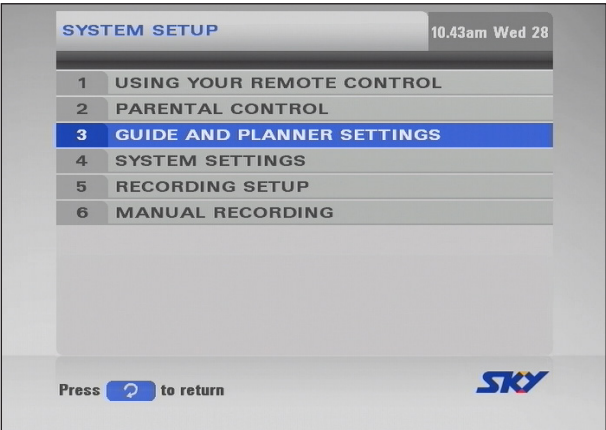 SYSTEM SETUP
10.43am Wed 28
1 USING YOUR REMOTE CONTROL
2 PARENTAL CONTROL
3 GUIDE AND PLANNER SETTINGS
4 SYSTEM SETTINGS
5 RECORDING SETUP
6 MANUAL RECORDING
Press to return
SKY